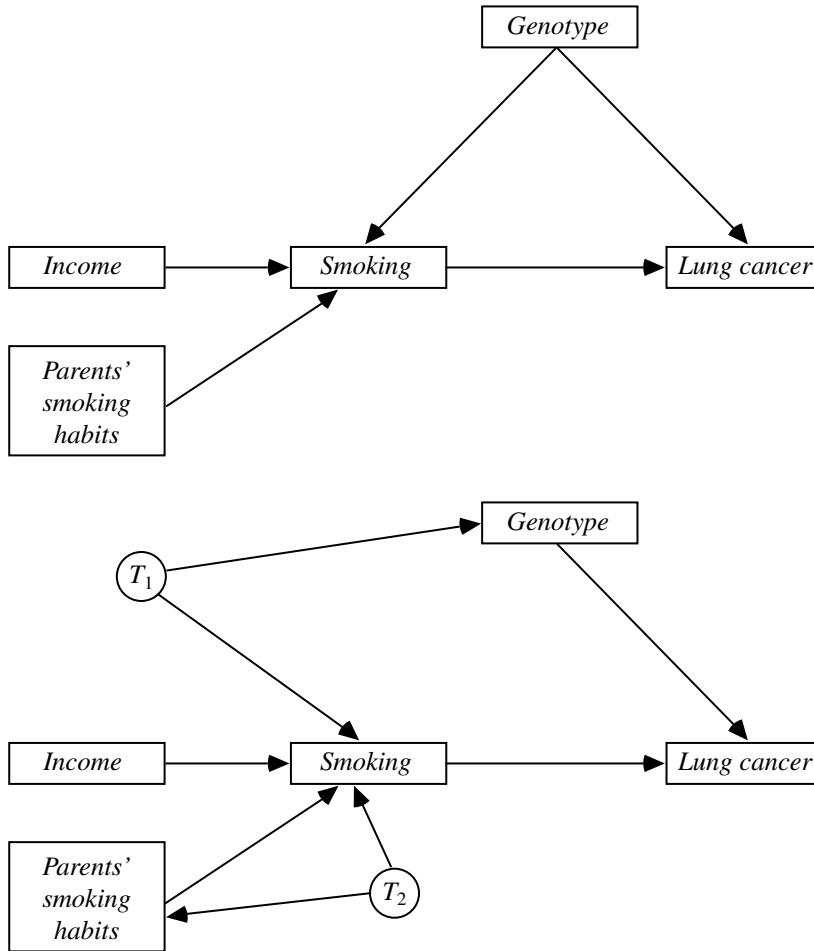 Genotype
Income
Smoking
Lung cancer
Parents’
smoking
habits
Genotype
T1
Income
Smoking
Lung cancer
Parents’
smoking
habits
T2